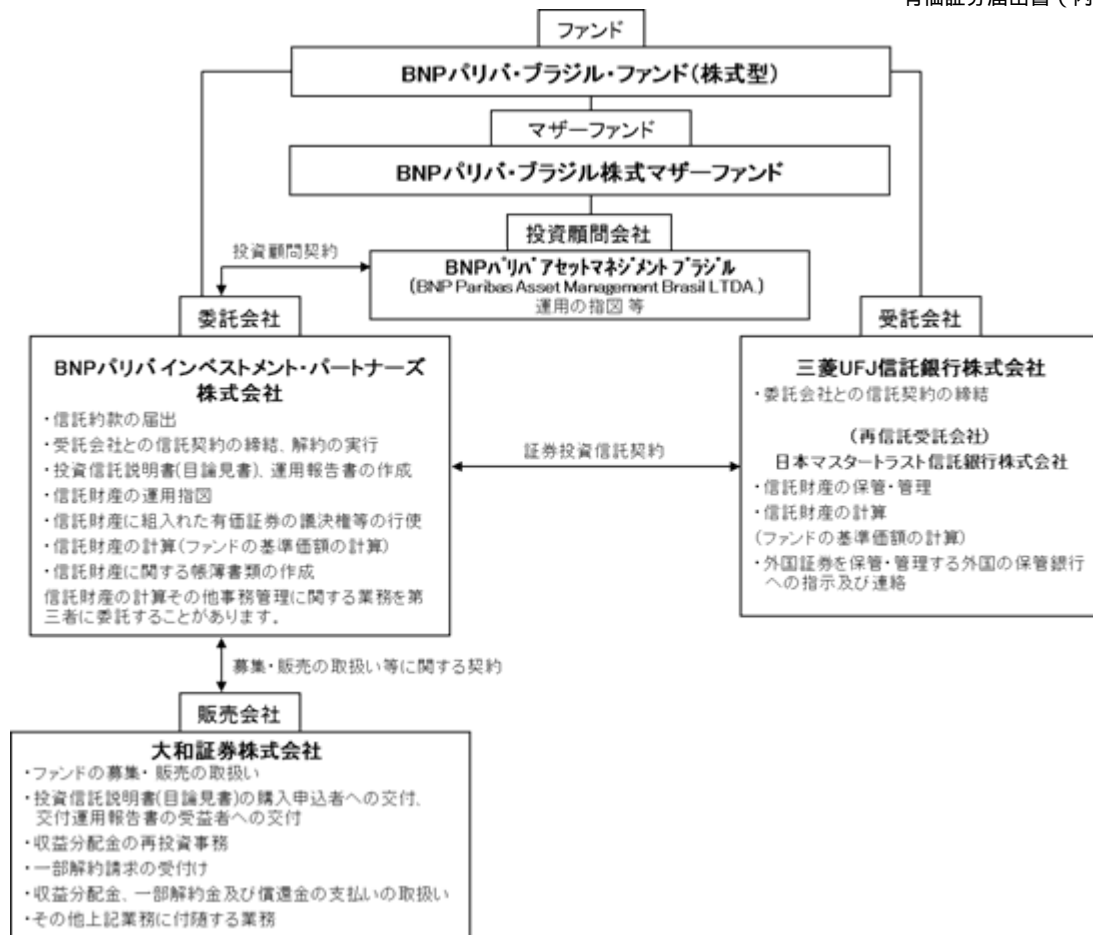 有価証券届出書(内
ファンド
BNPパリバ・ブラジル・ファンド(株式型)
マザーファンド
BNPパリバ・ブラジル株式マザーファンド
投資顧問会社
投資顧問契約
BNPパリバ アセットマネジメント ブラジル
(BNP Paribas Asset Management Brasil LTDA.)
運用の指図 等
委託会社
BNPパリバ インベストメント・パートナーズ
株式会社
・信託約款の届出
・受託会社との信託契約の締結、解約の実行
・投資信託説明書(目論見書)、運用報告書の作成
・信託財産の運用指図
・信託財産に組入れた有価証券の議決権等の行使
・信託財産の計算(ファンドの基準価額の計算)
・信託財産に関する帳簿書類の作成
信託財産の計算その他事務管理に関する業務を第
三者に委託することがあります。
証券投資信託契約
受託会社
三菱UFJ信託銀行株式会社
・委託会社との信託契約の締結
(再信託受託会社)
日本マスタートラスト信託銀行株式会社
・信託財産の保管・管理
・信託財産の計算
(ファンドの基準価額の計算)
・外国証券を保管・管理する外国の保管銀行
への指示及び連絡
募集・販売の取扱い等に関する契約
販売会社
大和証券株式会社
・ファンドの募集・販売の取扱い
・投資信託説明書(目論見書)の購入申込者への交付、
交付運用報告書の受益者への交付
・収益分配金の再投資事務
・一部解約請求の受付け
・収益分配金、一部解約金及び償還金の支払いの取扱い
・その他上記業務に付随する業務